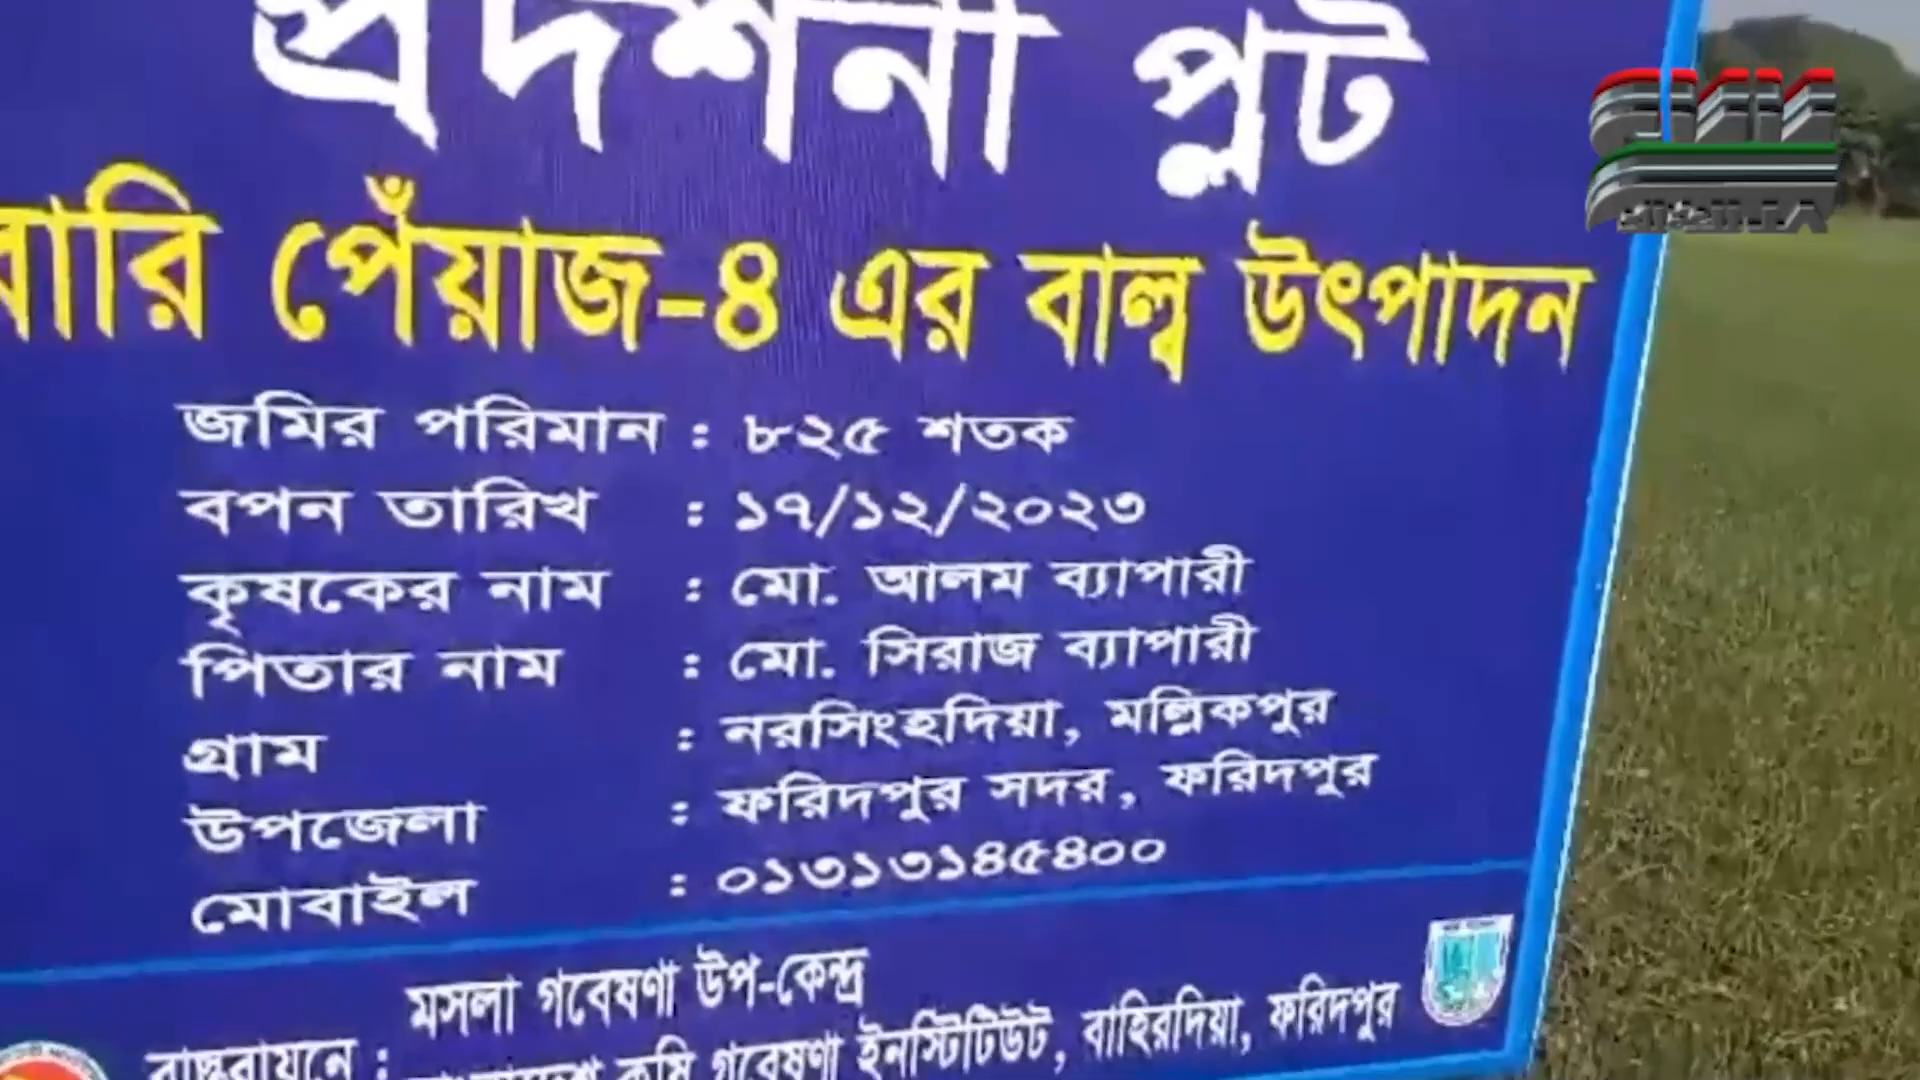 প্রদর্শনী প্লট
বারি পেঁয়াজ-৪ এর বাল্ব উৎপাদন
জমির পরিমান : ৮২৫ শতক
বপন তারিখ : ১৭/১২/২০২৩
কৃষকের নাম : মো. আলম ব্যাপারী
পিতার নাম : মো. সিরাজ ব্যাপারী
গ্রাম : নরসিংহদিয়া, মল্লিকপুর
উপজেলা : ফরিদপুর সদর, ফরিদপুর
মোবাইল : ০১৩১৩১৪৫৪০০
মসলা গবেষণা উপ-কেন্দ্র
বাস্তবায়নে : বাংলাদেশ কৃষি গবেষণা ইনস্টিটিউট, বাহিরদিয়া, ফরিদপুর